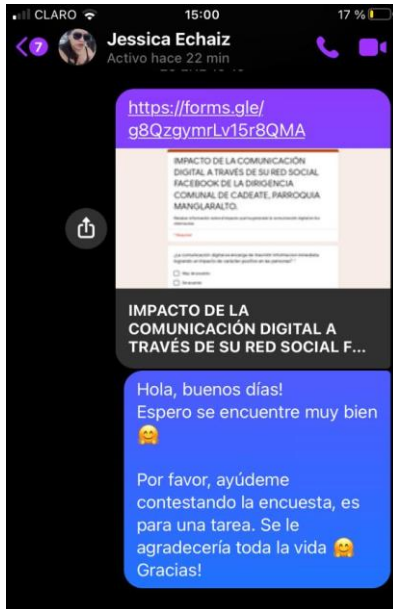 CLARO
15:00
17 %
7
Jessica Echaiz
Activo hace 22 min
https://forms.gle/
g8QzgymrLv15r8QMA
IMPACTO DE LA COMUNICACIÓN
DIGITAL A TRAVÉS DE SU RED SOCIAL
FACEBOOK DE LA DIRIGENCIA
COMUNAL DE CADEATE, PARROQUIA
MANGLARALTO.
IMPACTO DE LA
COMUNICACIÓN DIGITAL A
TRAVÉS DE SU RED SOCIAL F...
Hola, buenos días!
Espero se encuentre muy bien
🤗
Por favor, ayúdeme
contestando la encuesta, es
para una tarea. Se le
agradecería toda la vida 🤗
Gracias!